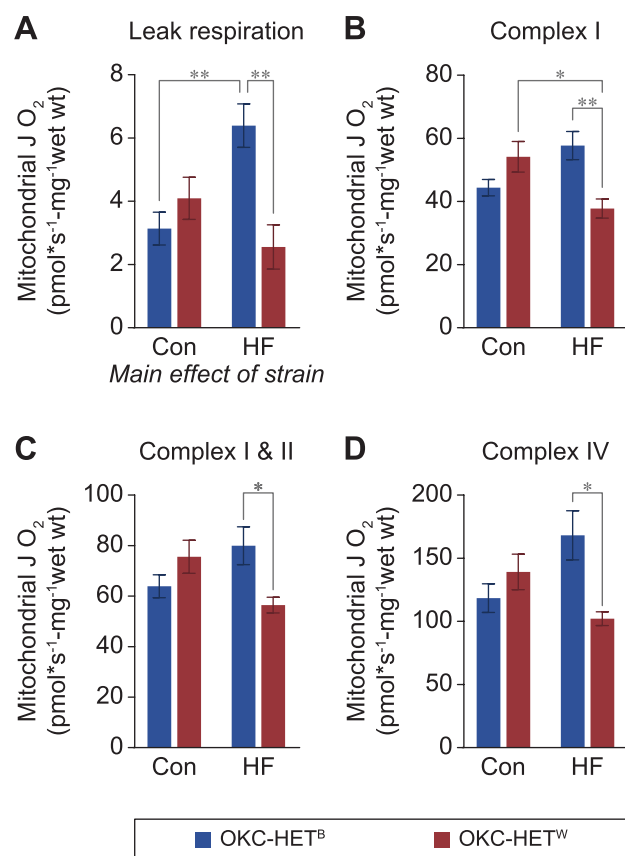 A Leak respiration
Mitochondrial J O₂
(pmol*s⁻¹-mg⁻¹wet wt)
8
6
4
2
0
** **
Con HF
Main effect of strain
B Complex I
Mitochondrial J O₂
(pmol*s⁻¹-mg⁻¹wet wt)
80
60
40
20
0
*
**
Con HF
C Complex I & II
Mitochondrial J O₂
(pmol*s⁻¹-mg⁻¹wet wt)
100
80
60
40
20
0
*
Con HF
D Complex IV
Mitochondrial J O₂
(pmol*s⁻¹-mg⁻¹wet wt)
200
150
100
50
0
*
Con HF
OKC-HETᴮ OKC-HETᵂ